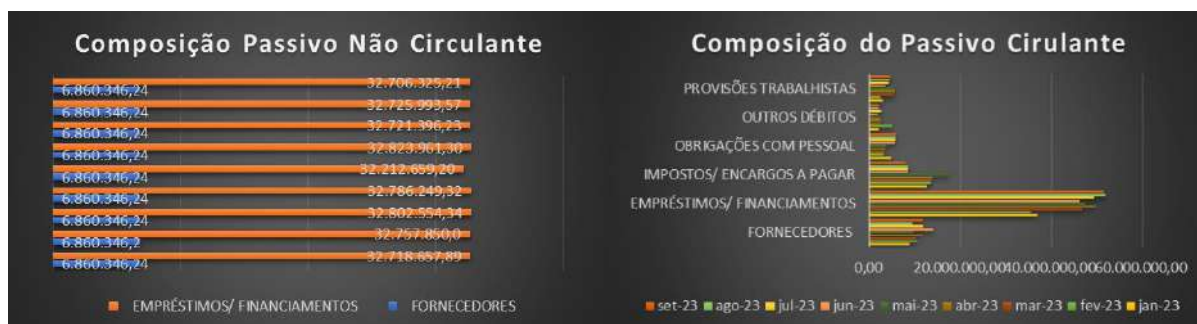 Composição Passivo Não Circulante
32.706.325,21
6.860.346,24
32.725.993,57
6.860.346,24
32.721.396,23
6.860.346,24
32.823.961,30
6.860.346,24
32.212.659,20
6.860.346,24
32.786.249,32
6.860.346,24
32.802.554,34
6.860.346,24
32.757.850,0
6.860.346,2
32.718.657,89
6.860.346,24
EMPRÉSTIMOS/ FINANCIAMENTOS FORNECEDORES
Composição do Passivo Cirulante
PROVISÕES TRABALHISTAS
OUTROS DÉBITOS
OBRIGAÇÕES COM PESSOAL
IMPOSTOS/ ENCARGOS A PAGAR
EMPRÉSTIMOS/ FINANCIAMENTOS
FORNECEDORES
0,00 20.000.000,00 40.000.000,00 60.000.000,00
set-23 ago-23 jul-23 jun-23 mai-23 abr-23 mar-23 fev-23 jan-23